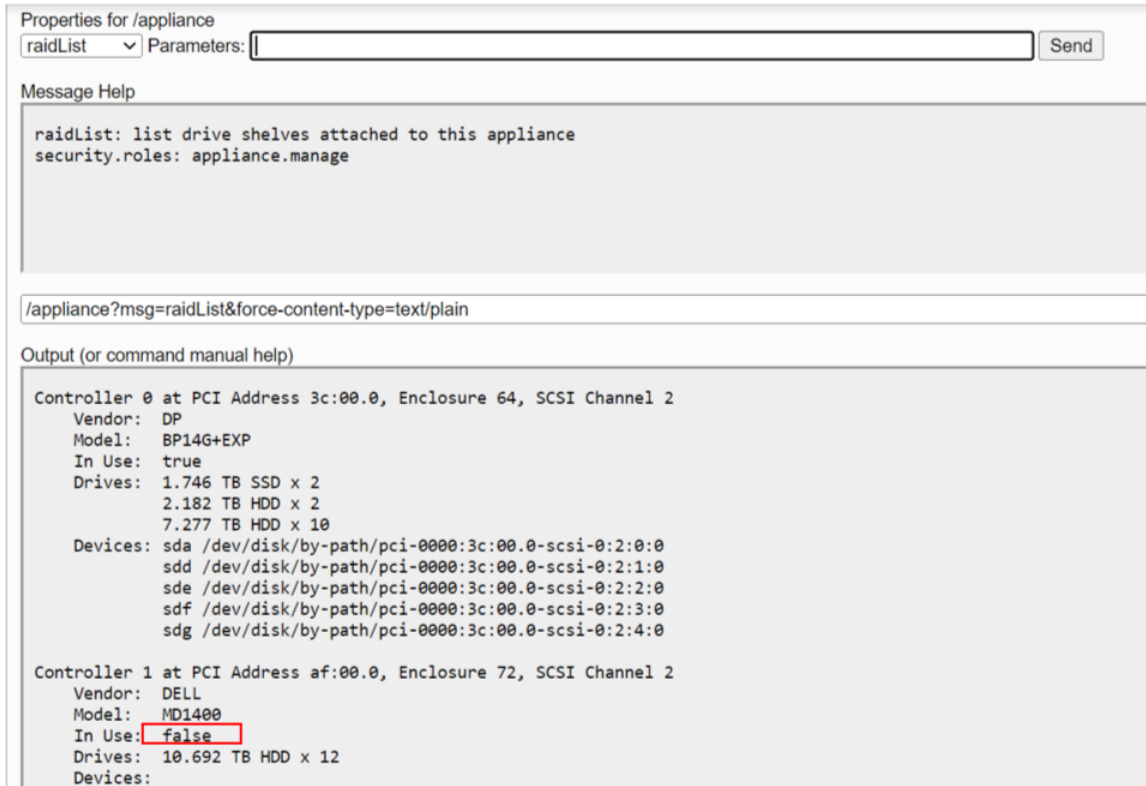 Properties for /appliance
raidList Parameters: Send
Message Help
raidList: list drive shelves attached to this appliance
security.roles: appliance.manage
/appliance?msg=raidList&force-content-type=text/plain
Output (or command manual help)
Controller 0 at PCI Address 3c:00.0, Enclosure 64, SCSI Channel 2
Vendor: DP
Model: BP14G+EXP
In Use: true
Drives: 1.746 TB SSD x 2
2.182 TB HDD x 2
7.277 TB HDD x 10
Devices: sda /dev/disk/by-path/pci-0000:3c:00.0-scsi-0:2:0:0
sdd /dev/disk/by-path/pci-0000:3c:00.0-scsi-0:2:1:0
sde /dev/disk/by-path/pci-0000:3c:00.0-scsi-0:2:2:0
sdf /dev/disk/by-path/pci-0000:3c:00.0-scsi-0:2:3:0
sdg /dev/disk/by-path/pci-0000:3c:00.0-scsi-0:2:4:0
Controller 1 at PCI Address af:00.0, Enclosure 72, SCSI Channel 2
Vendor: DELL
Model: MD1400
In Use: false
Drives: 10.692 TB HDD x 12
Devices: